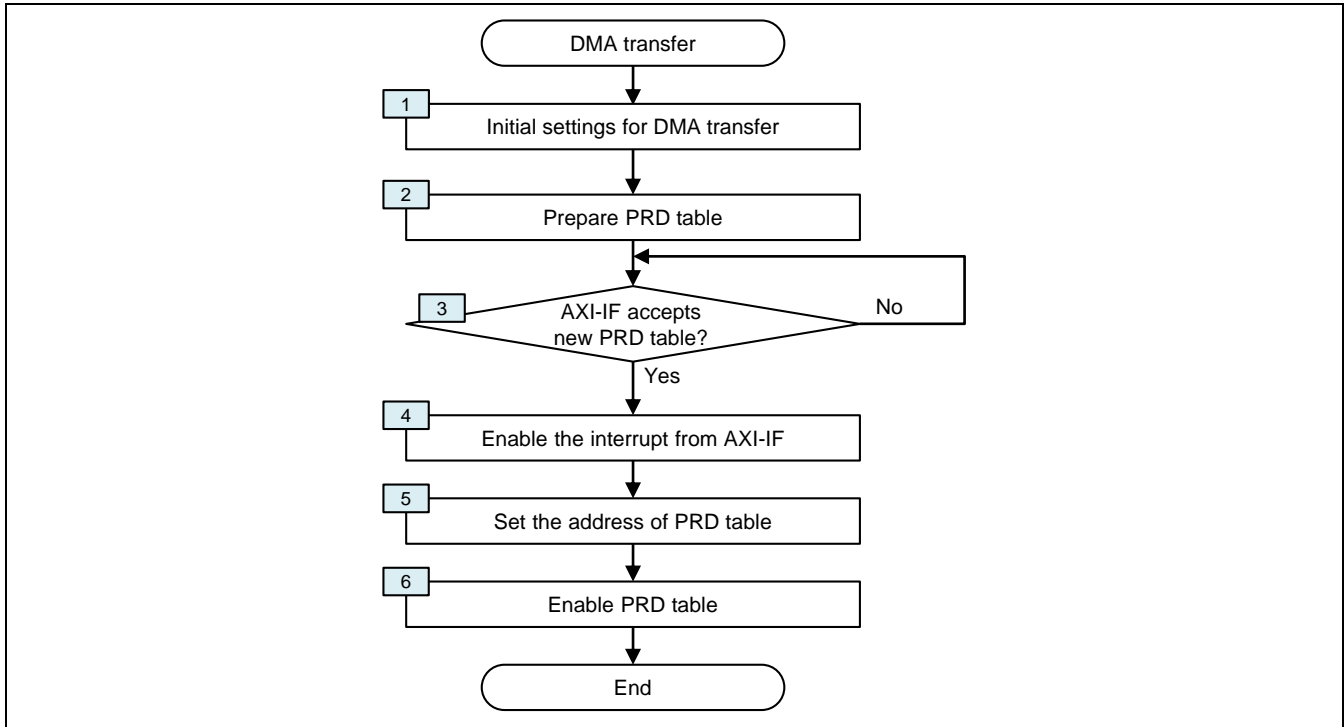 DMA transfer
1
Initial settings for DMA transfer
2
Prepare PRD table
3
AXI-IF accepts
new PRD table?
No
Yes
4
Enable the interrupt from AXI-IF
5
Set the address of PRD table
6
Enable PRD table
End